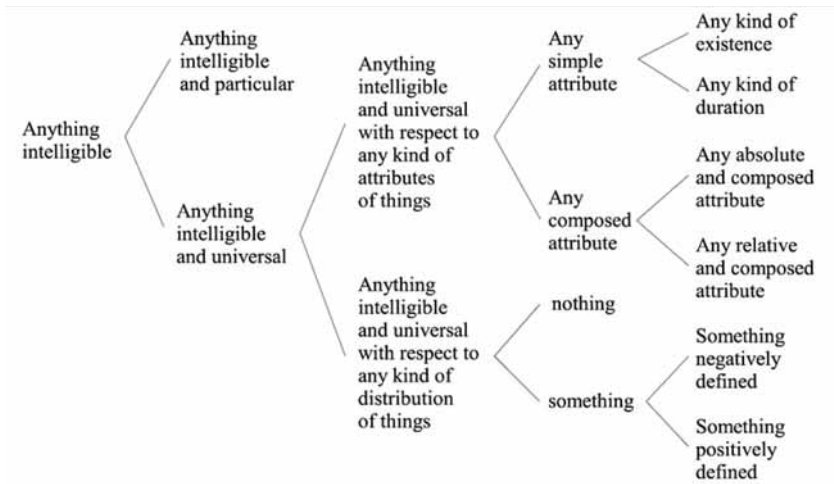 Anything
intelligible
Anything
intelligible
and particular
Anything
intelligible
and universal
Anything
intelligible
and universal
with respect to
any kind of
attributes
of things
Anything
intelligible
and universal
with respect to
any kind of
distribution
of things
Any
simple
attribute
Any
composed
attribute
nothing
something
Any kind of
existence
Any kind of
duration
Any absolute
and composed
attribute
Any relative
and composed
attribute
Something
negatively
defined
Something
positively
defined